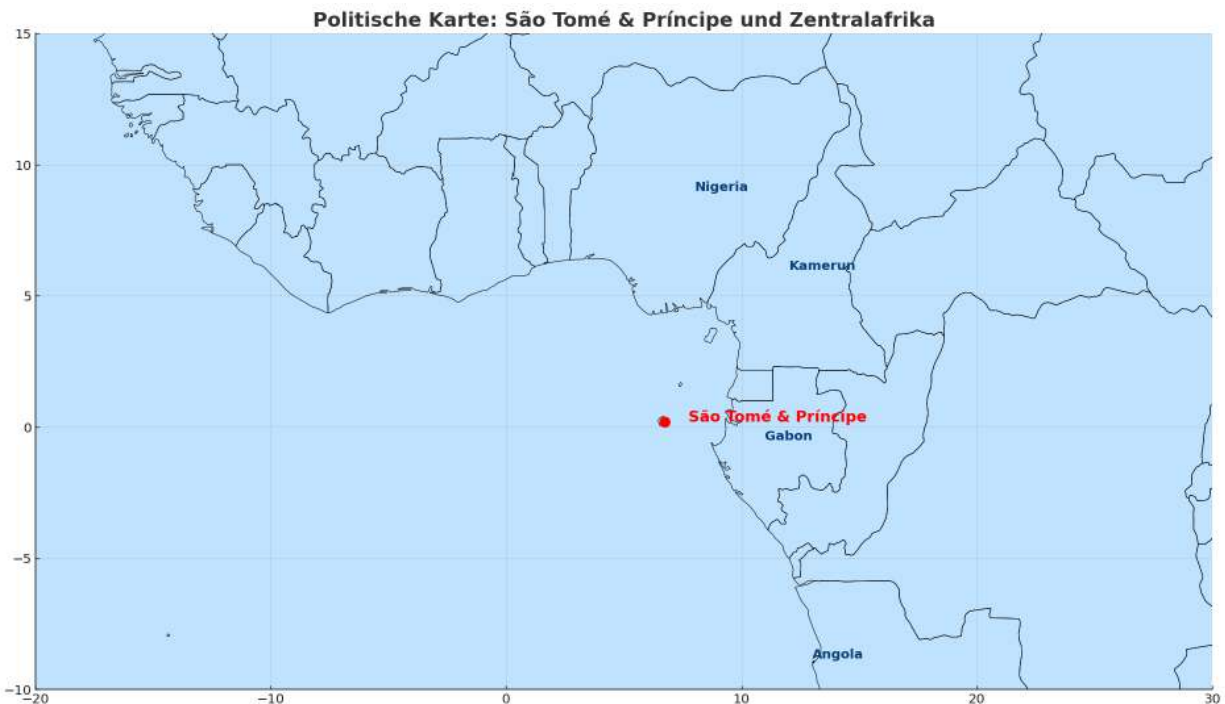 Politische Karte: São Tomé & Príncipe und Zentralafrika
15
10
5
0
−5
−10
Nigeria
Kamerun
São Tomé & Príncipe
Gabon
Angola
−20
−10
0
10
20
30